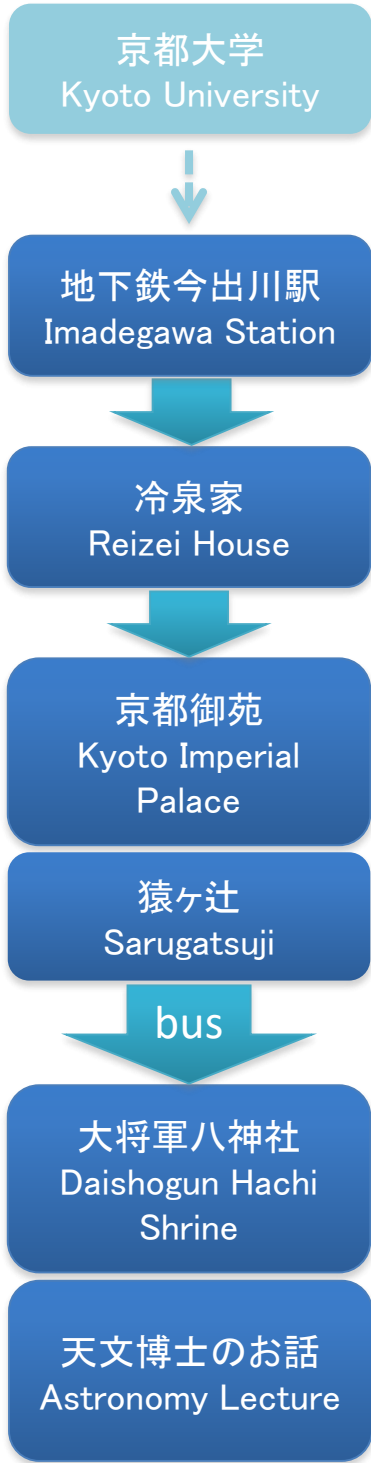 京都大学
Kyoto University
地下鉄今出川駅
Imadegawa Station
冷泉家
Reizei House
京都御苑
Kyoto Imperial
Palace
猿ヶ辻
Sarugatsuji
bus
大将軍八神社
Daishogun Hachi
Shrine
天文博士のお話
Astronomy Lecture